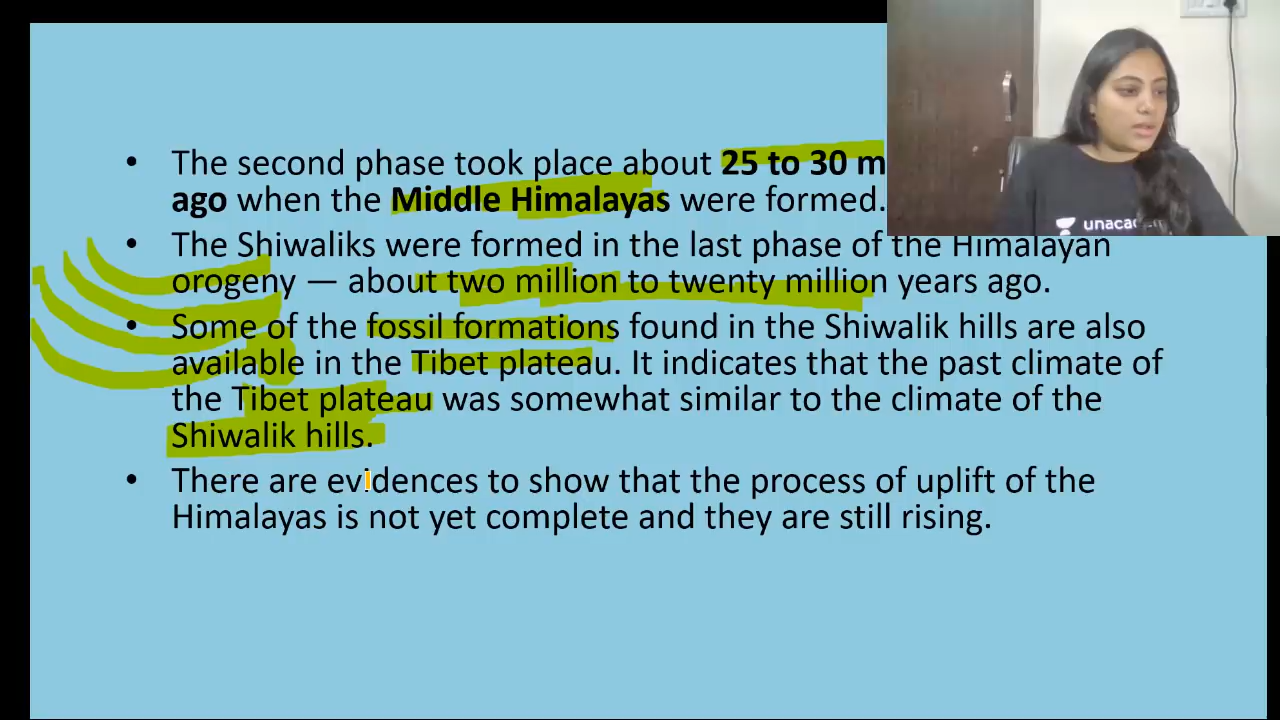 • The second phase took place about 25 to 30 m
ago when the Middle Himalayas were formed.
• The Shiwaliks were formed in the last phase of the Himalayan
orogeny — about two million to twenty million years ago.
• Some of the fossil formations found in the Shiwalik hills are also
available in the Tibet plateau. It indicates that the past climate of
the Tibet plateau was somewhat similar to the climate of the
Shiwalik hills.
• There are evidences to show that the process of uplift of the
Himalayas is not yet complete and they are still rising.